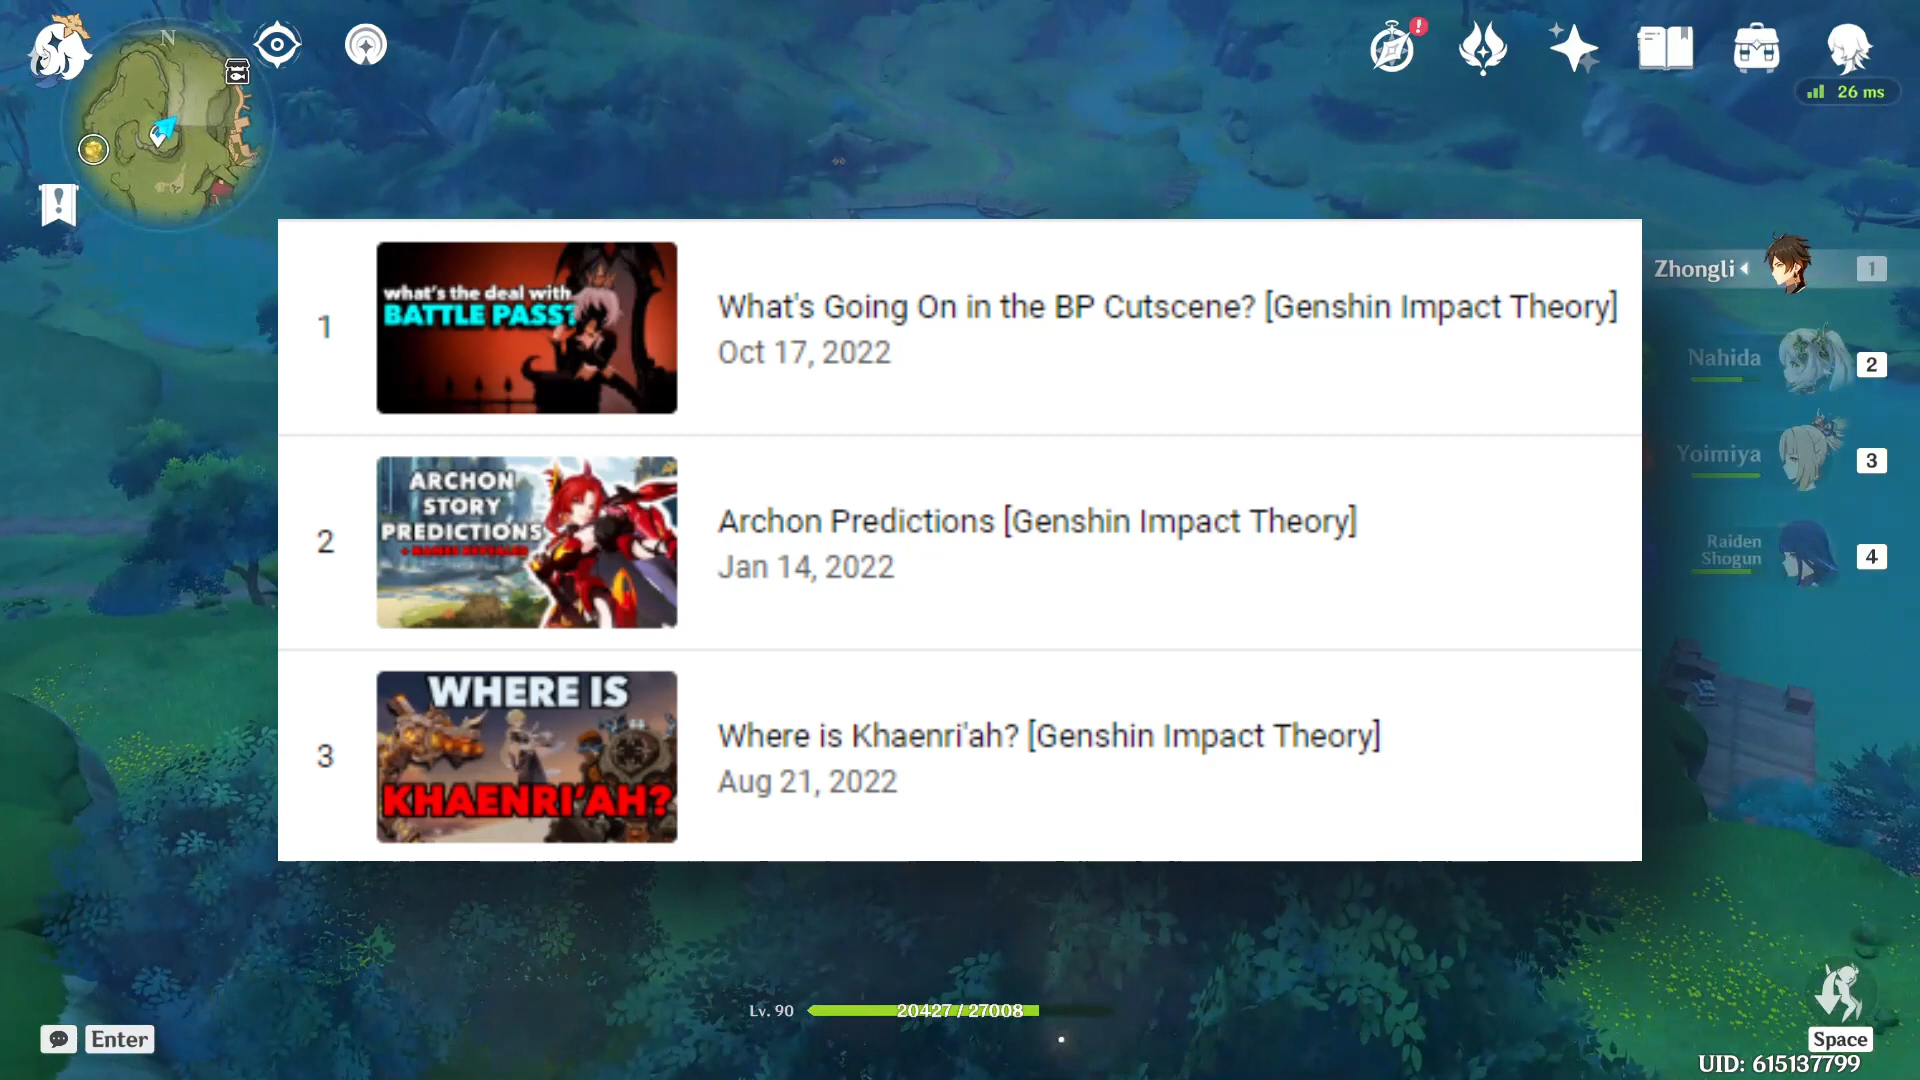 N
26 ms
1
what's the deal with
BATTLE PASS?
What's Going On in the BP Cutscene? [Genshin Impact Theory]
Oct 17, 2022
2
ARCHON
STORY
PREDICTIONS
+ NAMES REVEALED
Archon Predictions [Genshin Impact Theory]
Jan 14, 2022
3
WHERE IS
KHAENRI'AH?
Where is Khaenri'ah? [Genshin Impact Theory]
Aug 21, 2022
Zhongli
1
Nahida
2
Yoimiya
3
Raiden
Shogun
4
Lv. 90
20427 / 27008
Enter
Space
UID: 615137799